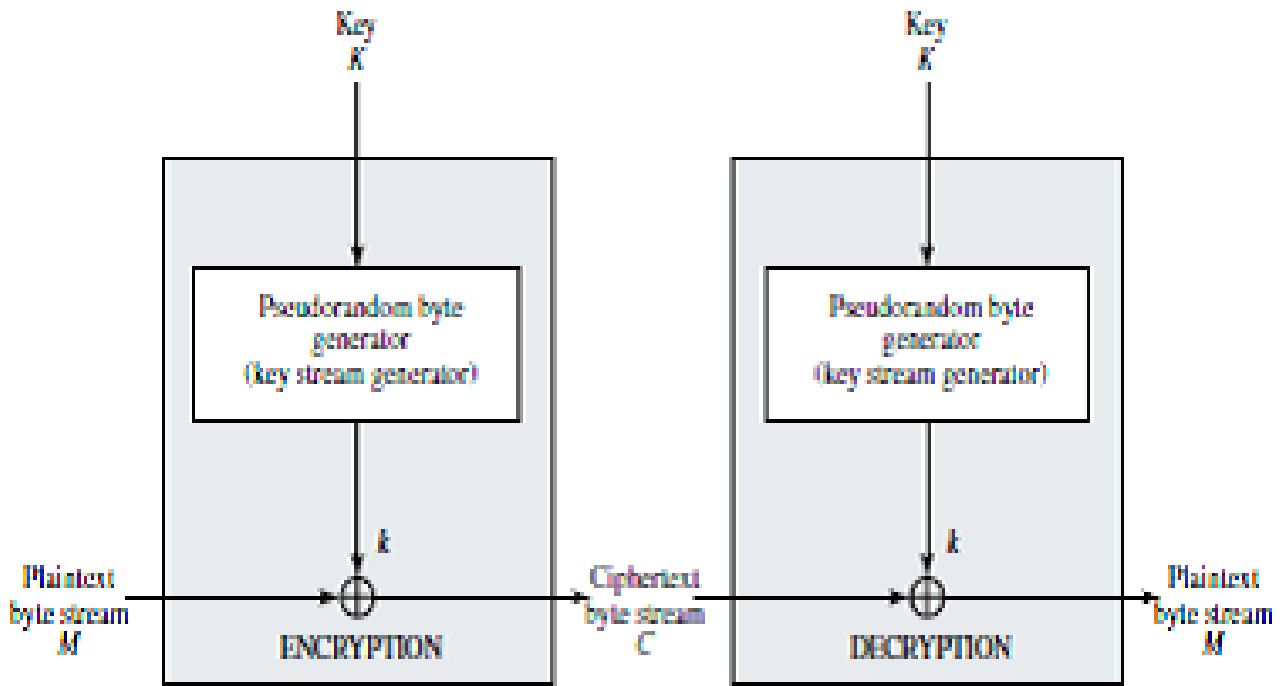 Key
K
Key
K
Pseudorandom byte
generator
(key stream generator)
Pseudorandom byte
generator
(key stream generator)
k
k
Plaintext
byte stream
M
Ciphertext
byte stream
C
Plaintext
byte stream
M
ENCRYPTION
DECRYPTION